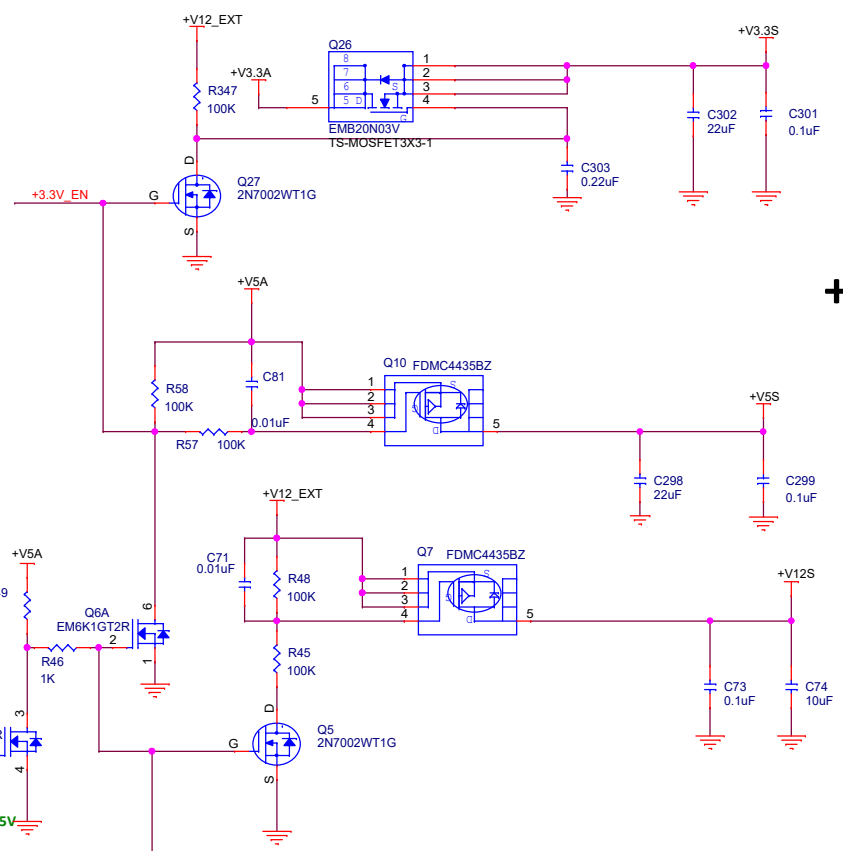 +V12_EXT
Q26
+V3.3S
8
1
+V3.3A
7
2
S
R347
6
3
100K
5
5 D
4
G
C302
C301
22uF
0.1uF
EMB20N03V
TS-MOSFET3X3-1
D
C303
0.22uF
Q27
2N7002WT1G
+3.3V_EN
G
S
+V5A
Q10 FDMC4435BZ
S
C81
1
R58
2
+V5S
100K
3
0.01uF
4
D
5
R57 100K
C298
C299
22uF
0.1uF
+V12_EXT
Q7 FDMC4435BZ
+V5A
C71
0.01uF
1
S
+V12S
R48
2
100K
3
9
Q6A
6
4
D
5
EM6K1GT2R
2
R46
1
R45
1K
100K
C73
C74
0.1uF
10uF
3
D
Q5
2N7002WT1G
G
4
S
5V